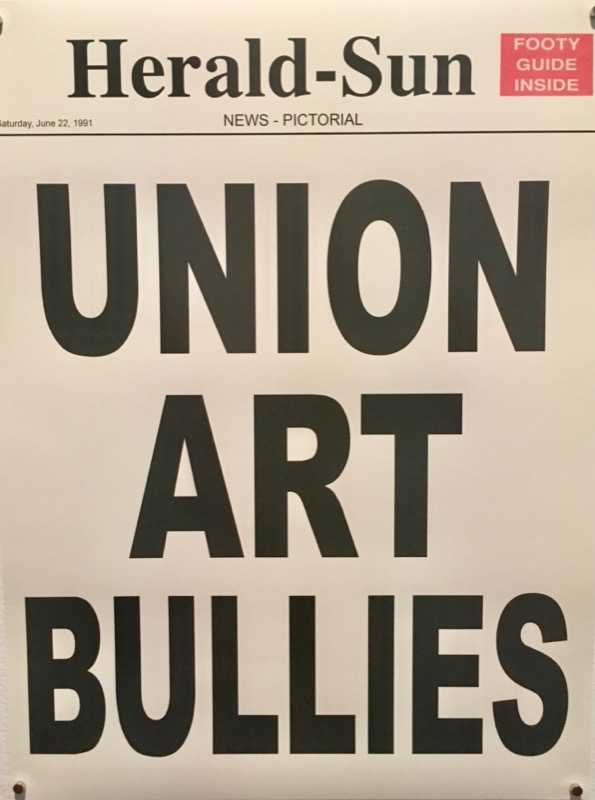 Herald-Sun
FOOTY
GUIDE
INSIDE
Saturday, June 22, 1991
NEWS - PICTORIAL
UNION
ART
BULLIES